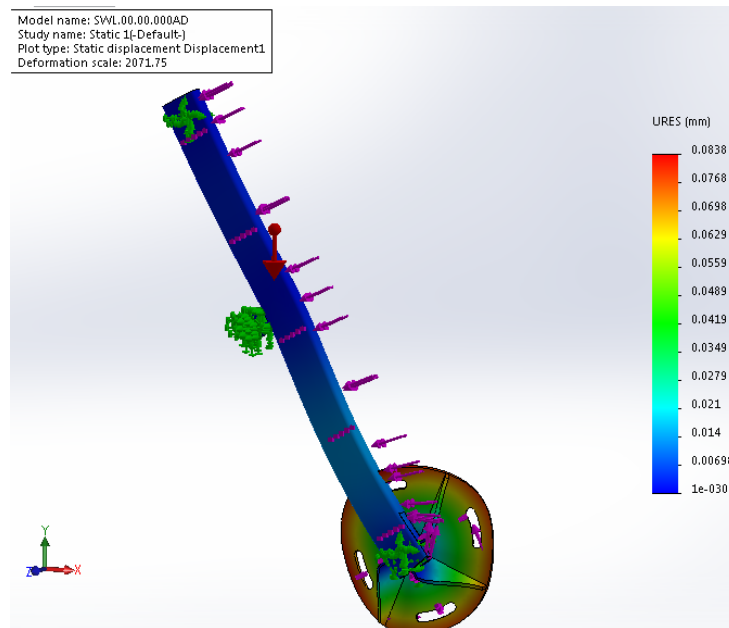 Model name: SWL.00.00.000AD
Study name: Static 1(-Default-)
Plot type: Static displacement Displacement1
Deformation scale: 2071.75
URES (mm)
0.0838
0.0768
0.0698
0.0629
0.0559
0.0489
0.0419
0.0349
0.0279
0.021
0.014
0.00698
1e-030
Y
Z
X